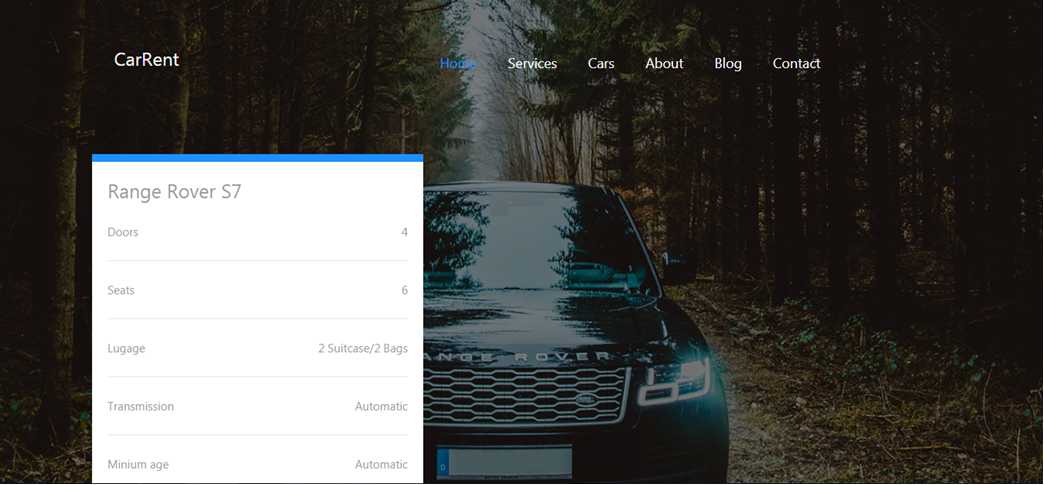 CarRent
Home Services Cars About Blog Contact
Range Rover S7
Doors 4
Seats 6
Lugage 2 Suitcase/2 Bags
Transmission Automatic
Minium age Automatic
ANGE ROVER
D